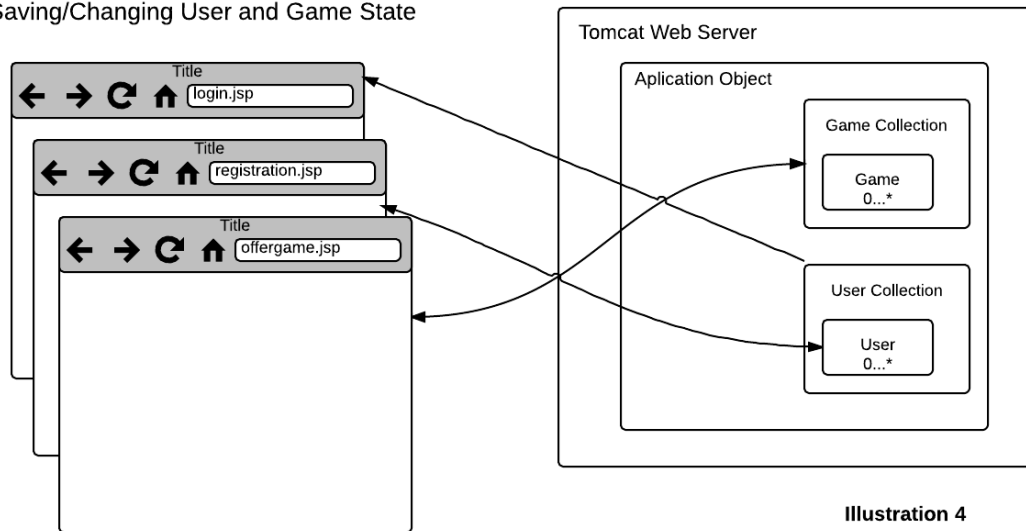 Saving/Changing User and Game State
Title
login.jsp
Title
registration.jsp
Title
offergame.jsp
Tomcat Web Server
Aplication Object
Game Collection
Game
0...*
User Collection
User
0...*
Illustration 4